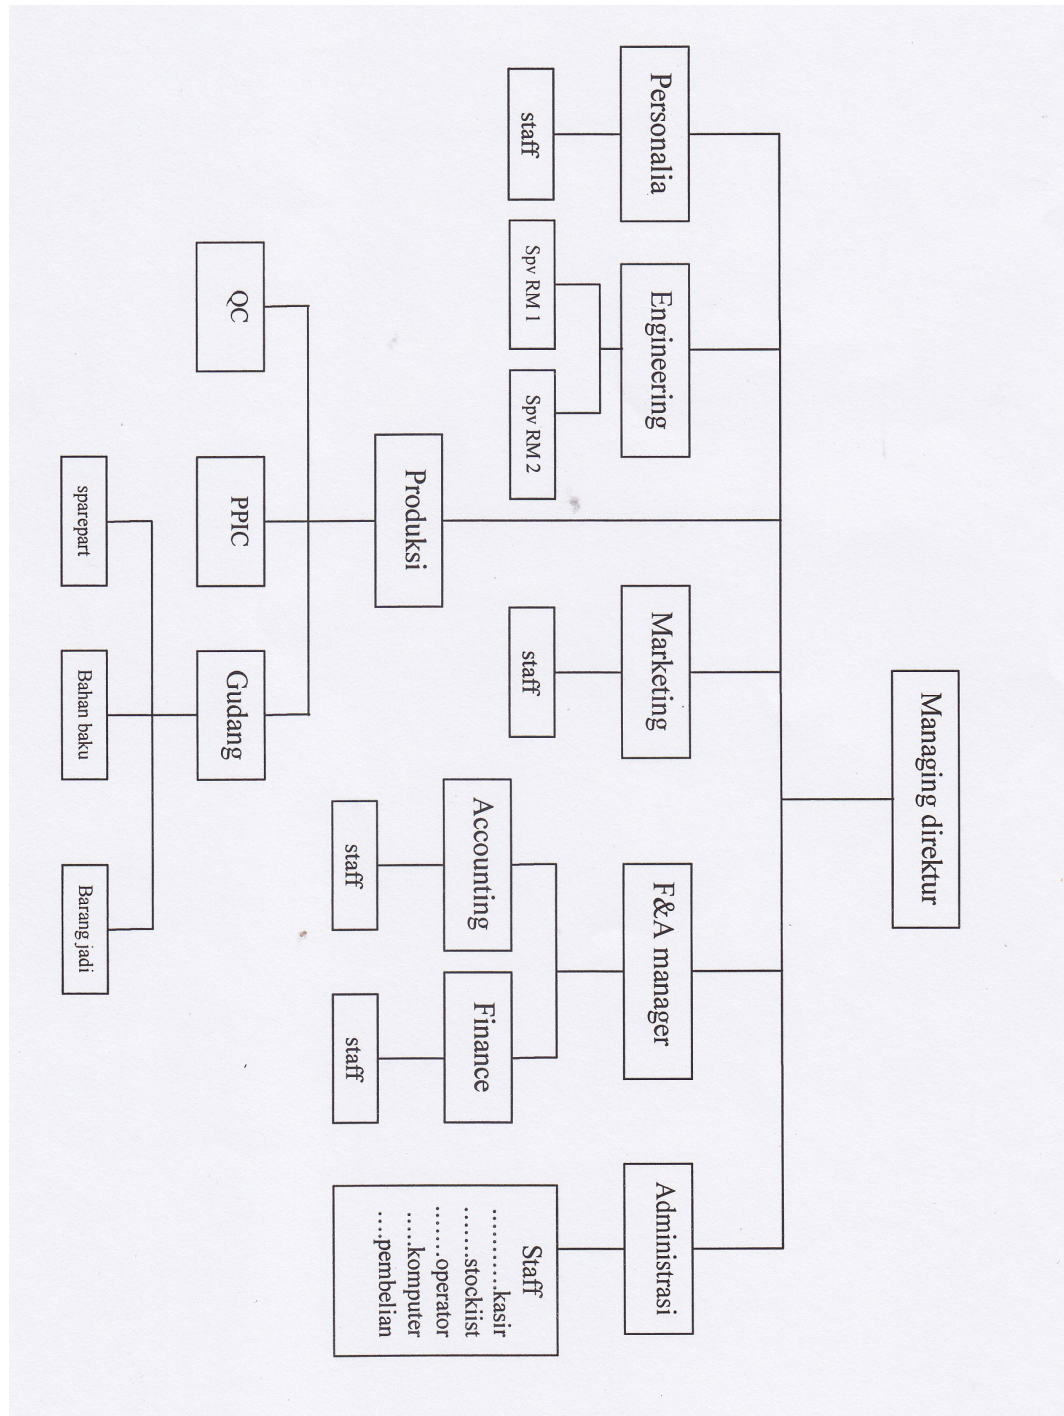 Managing direktur
Personalia
Engineering
Marketing
F&A manager
Administrasi
staff
Spv RM 1
Spv RM 2
staff
Accounting
Finance
Staff
…………kasir
……..stockiist
…….operator
…..komputer
….pembelian
Produksi
staff
staff
QC
PPIC
Gudang
sparepart
Bahan baku
Barang jadi